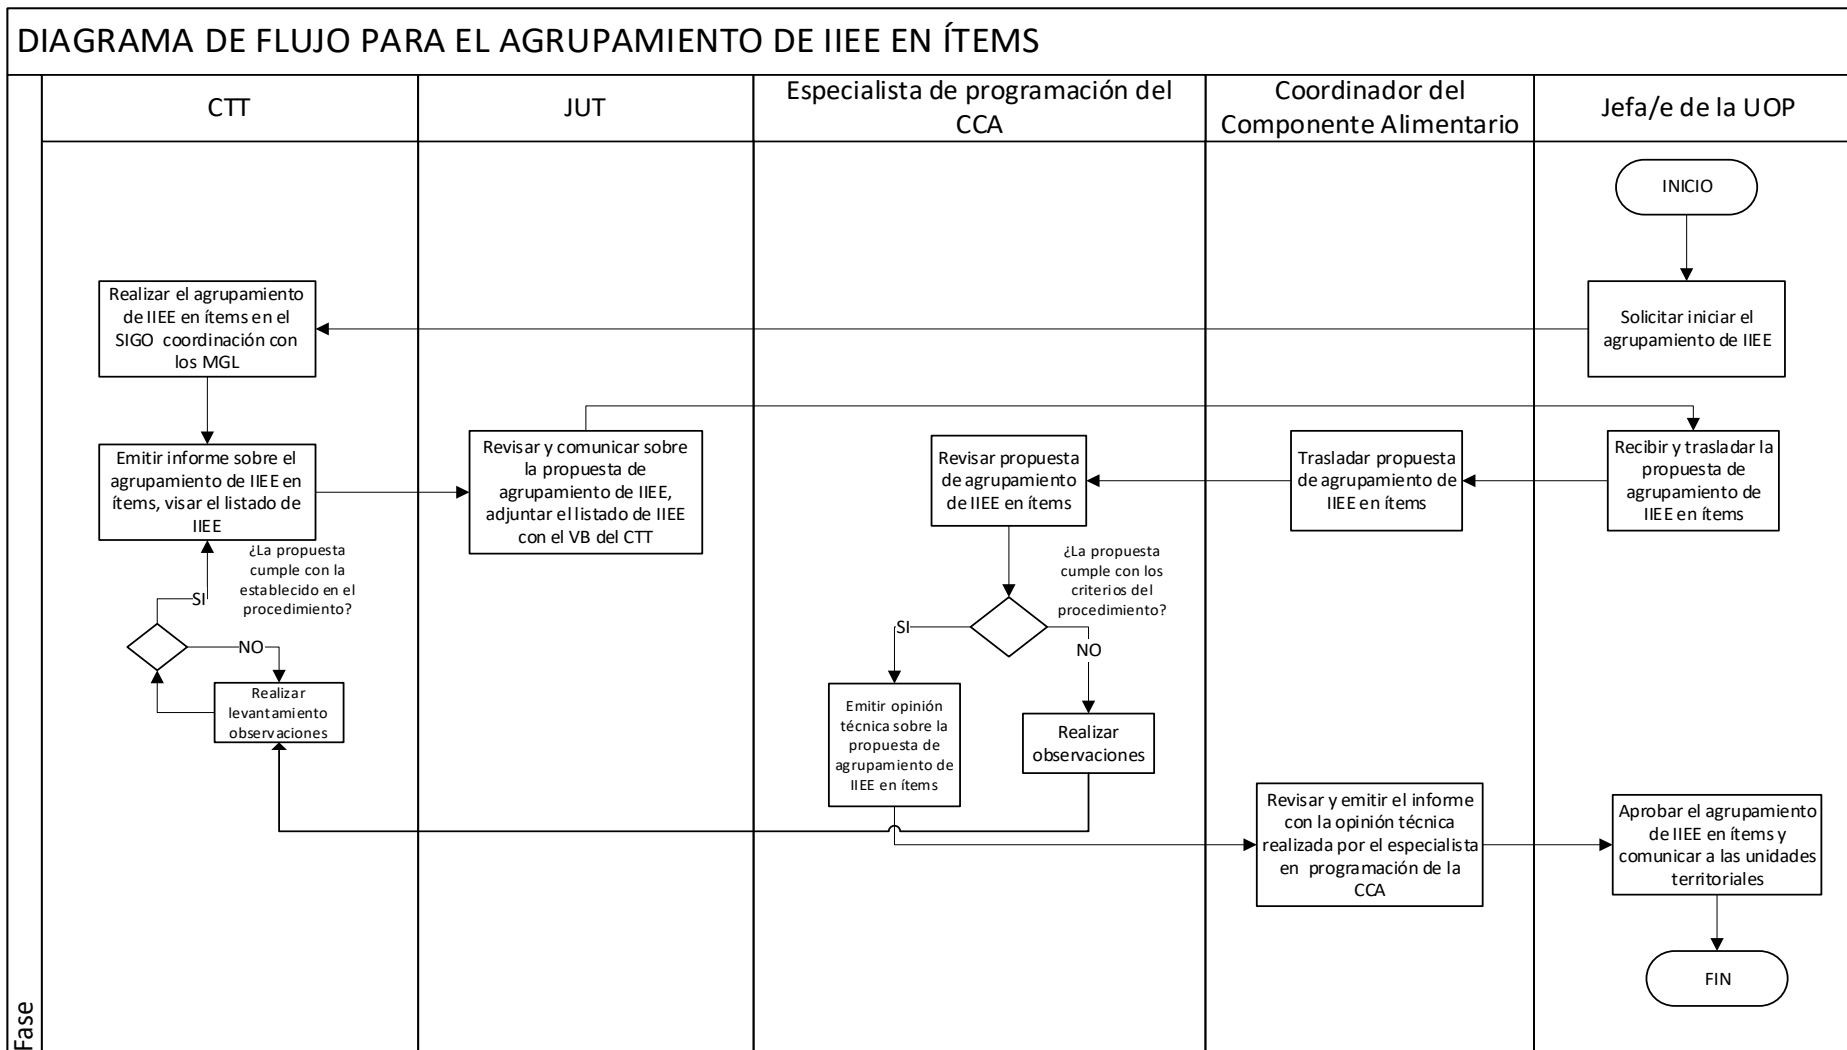 DIAGRAMA DE FLUJO PARA EL AGRUPAMIENTO DE IIEE EN ÍTEMS
Fase
CTT
JUT
Especialista de programación del
CCA
Coordinador del
Componente Alimentario
Jefa/e de la UOP
INICIO
Solicitar iniciar el
agrupamiento de IIEE
Realizar el agrupamiento
de IIEE en ítems en el
SIGO coordinación con
los MGL
Emitir informe sobre el
agrupamiento de IIEE en
ítems, visar el listado de
IIEE
Revisar y comunicar sobre
la propuesta de
agrupamiento de IIEE,
adjuntar el listado de IIEE
con el VB del CTT
Revisar propuesta
de agrupamiento
de IIEE en ítems
Trasladar propuesta
de agrupamiento de
IIEE en ítems
Recibir y trasladar la
propuesta de
agrupamiento de
IIEE en ítems
¿La propuesta
cumple con la
establecido en el
procedimiento?
SI
NO
Realizar
levantamiento
observaciones
¿La propuesta
cumple con los
criterios del
procedimiento?
SI
NO
Emitir opinión
técnica sobre la
propuesta de
agrupamiento de
IIEE en ítems
Realizar
observaciones
Revisar y emitir el informe
con la opinión técnica
realizada por el especialista
en programación de la
CCA
Aprobar el agrupamiento
de IIEE en ítems y
comunicar a las unidades
territoriales
FIN